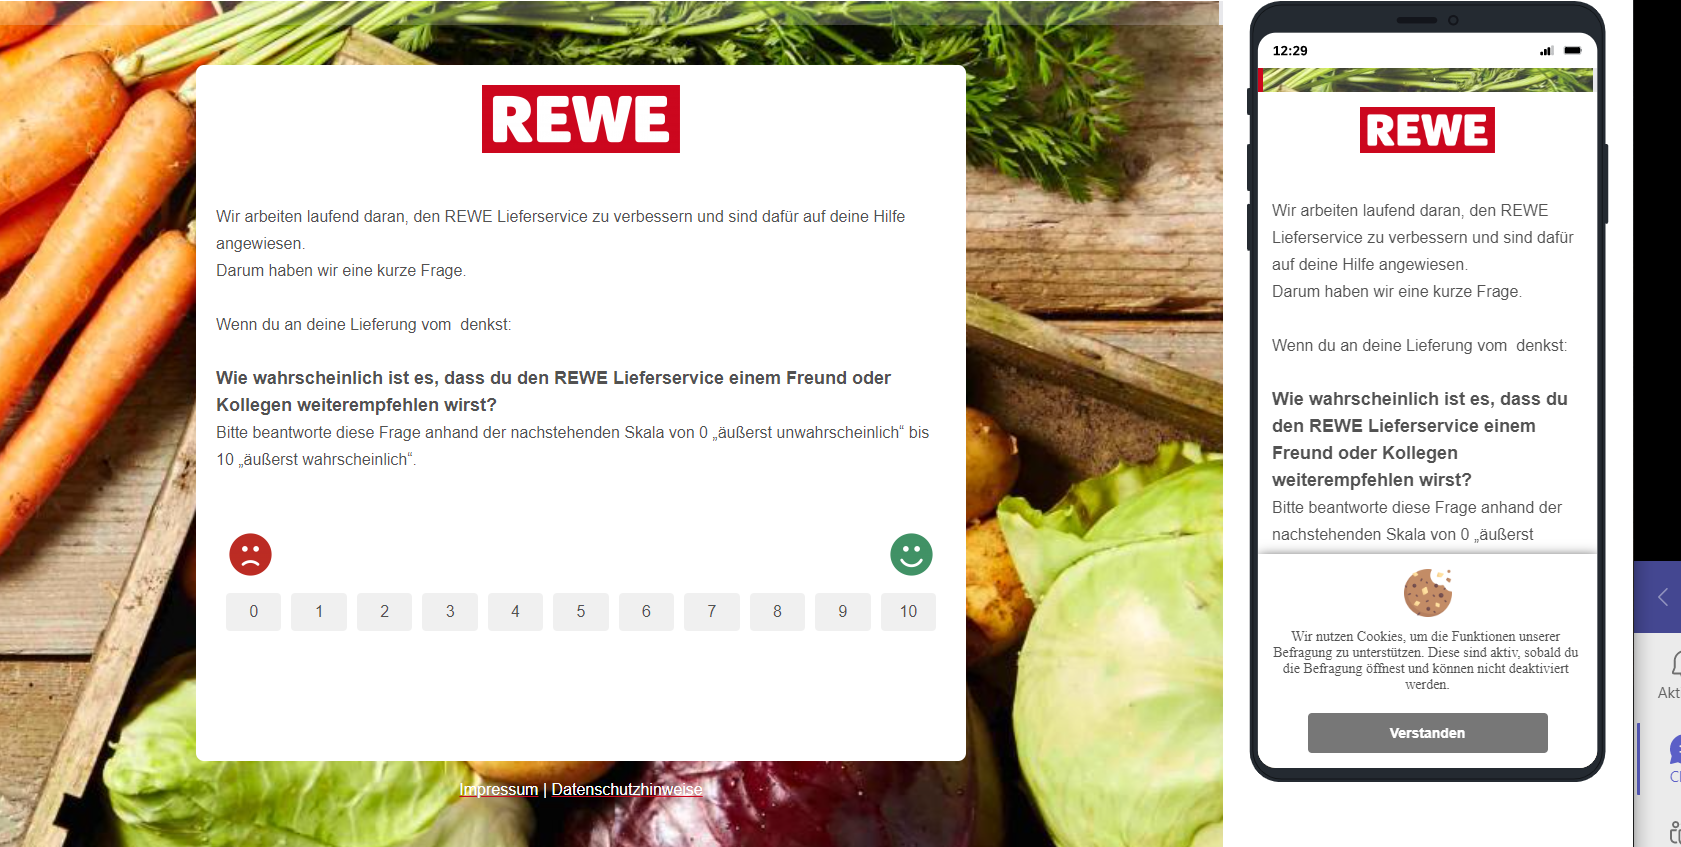 REWE
Wir arbeiten laufend daran, den REWE Lieferservice zu verbessern und sind dafür auf deine Hilfe
angewiesen.
Darum haben wir eine kurze Frage.
Wenn du an deine Lieferung vom  denkst:
Wie wahrscheinlich ist es, dass du den REWE Lieferservice einem Freund oder
Kollegen weiterempfehlen wirst?
Bitte beantworte diese Frage anhand der nachstehenden Skala von 0 „äußerst unwahrscheinlich“ bis
10 „äußerst wahrscheinlich“.
0 1 2 3 4 5 6 7 8 9 10
Impressum | Datenschutzhinweise
12:29
REWE
Wir arbeiten laufend daran, den REWE
Lieferservice zu verbessern und sind dafür
auf deine Hilfe angewiesen.
Darum haben wir eine kurze Frage.
Wenn du an deine Lieferung vom  denkst:
Wie wahrscheinlich ist es, dass du
den REWE Lieferservice einem
Freund oder Kollegen
weiterempfehlen wirst?
Bitte beantworte diese Frage anhand der
nachstehenden Skala von 0 „äußerst
Wir nutzen Cookies, um die Funktionen unserer
Befragung zu unterstützen. Diese sind aktiv, sobald du
die Befragung öffnest und können nicht deaktiviert
werden.
Verstanden
Akt